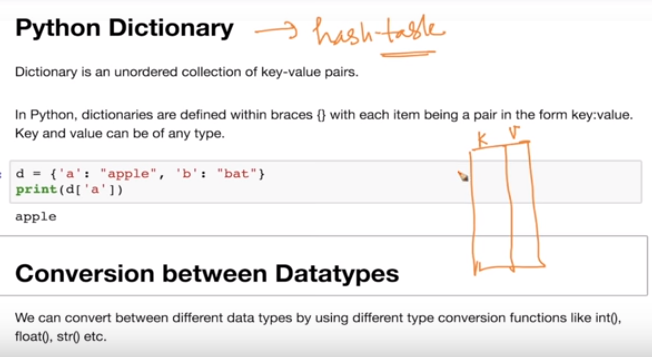 Python Dictionary → hash-table
Dictionary is an unordered collection of key-value pairs.
In Python, dictionaries are defined within braces {} with each item being a pair in the form key:value.
Key and value can be of any type.
K V
d = {'a': "apple", 'b': "bat"}
print(d['a'])
apple
Conversion between Datatypes
We can convert between different data types by using different type conversion functions like int(),
float(), str() etc.